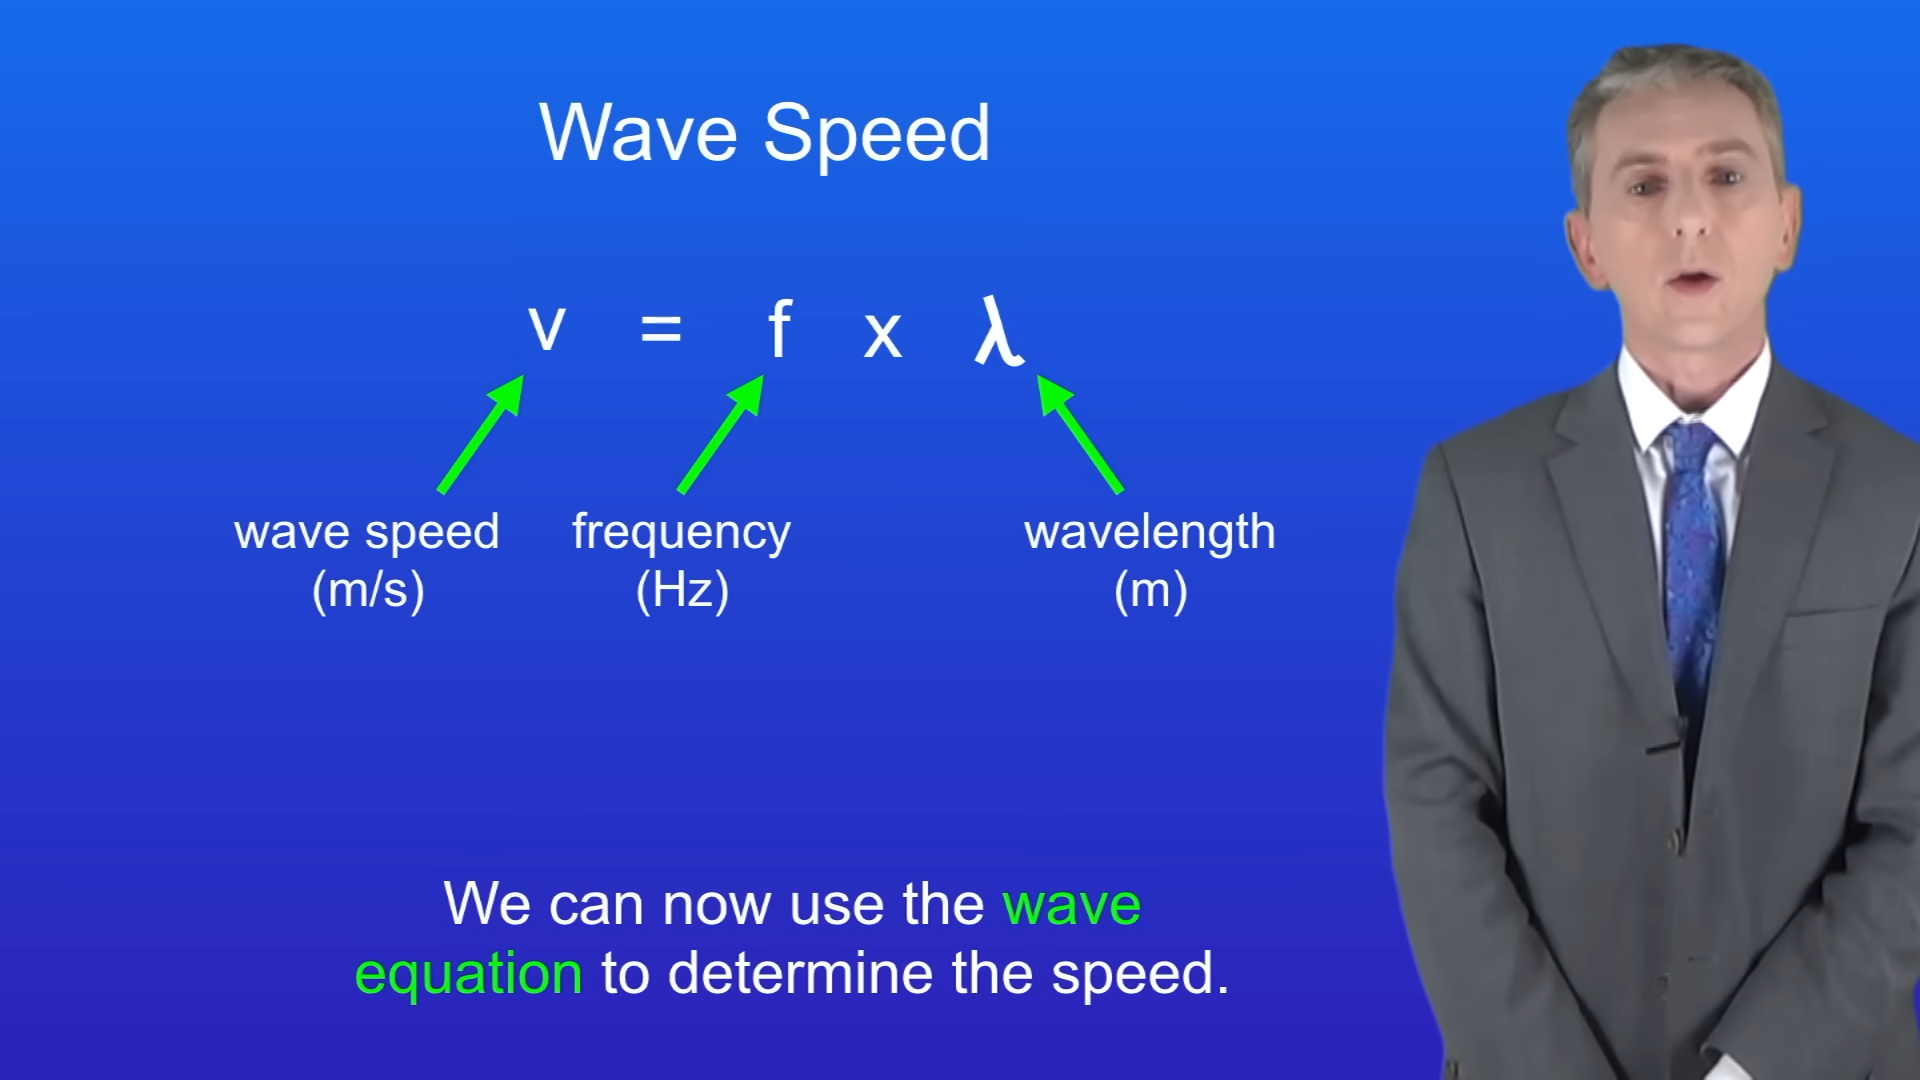 Wave Speed
v = f x λ
wave speed frequency wavelength
(m/s) (Hz) (m)
We can now use the wave
equation to determine the speed.